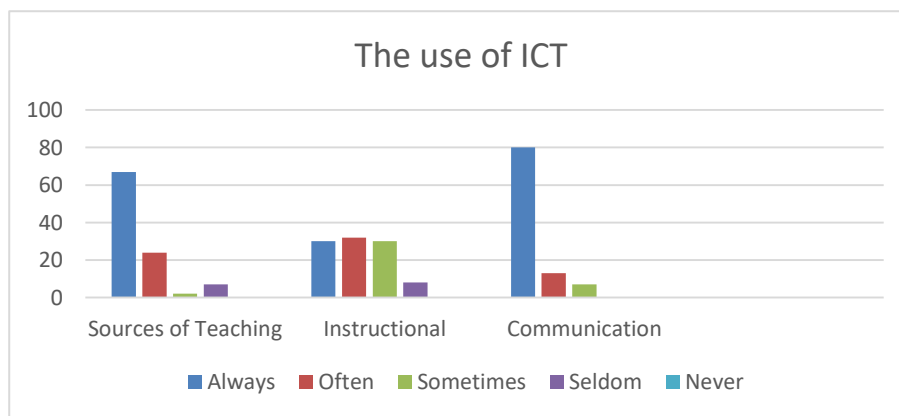 The use of ICT
100
80
60
40
20
0
Sources of Teaching Instructional Communication
Always Often Sometimes Seldom Never